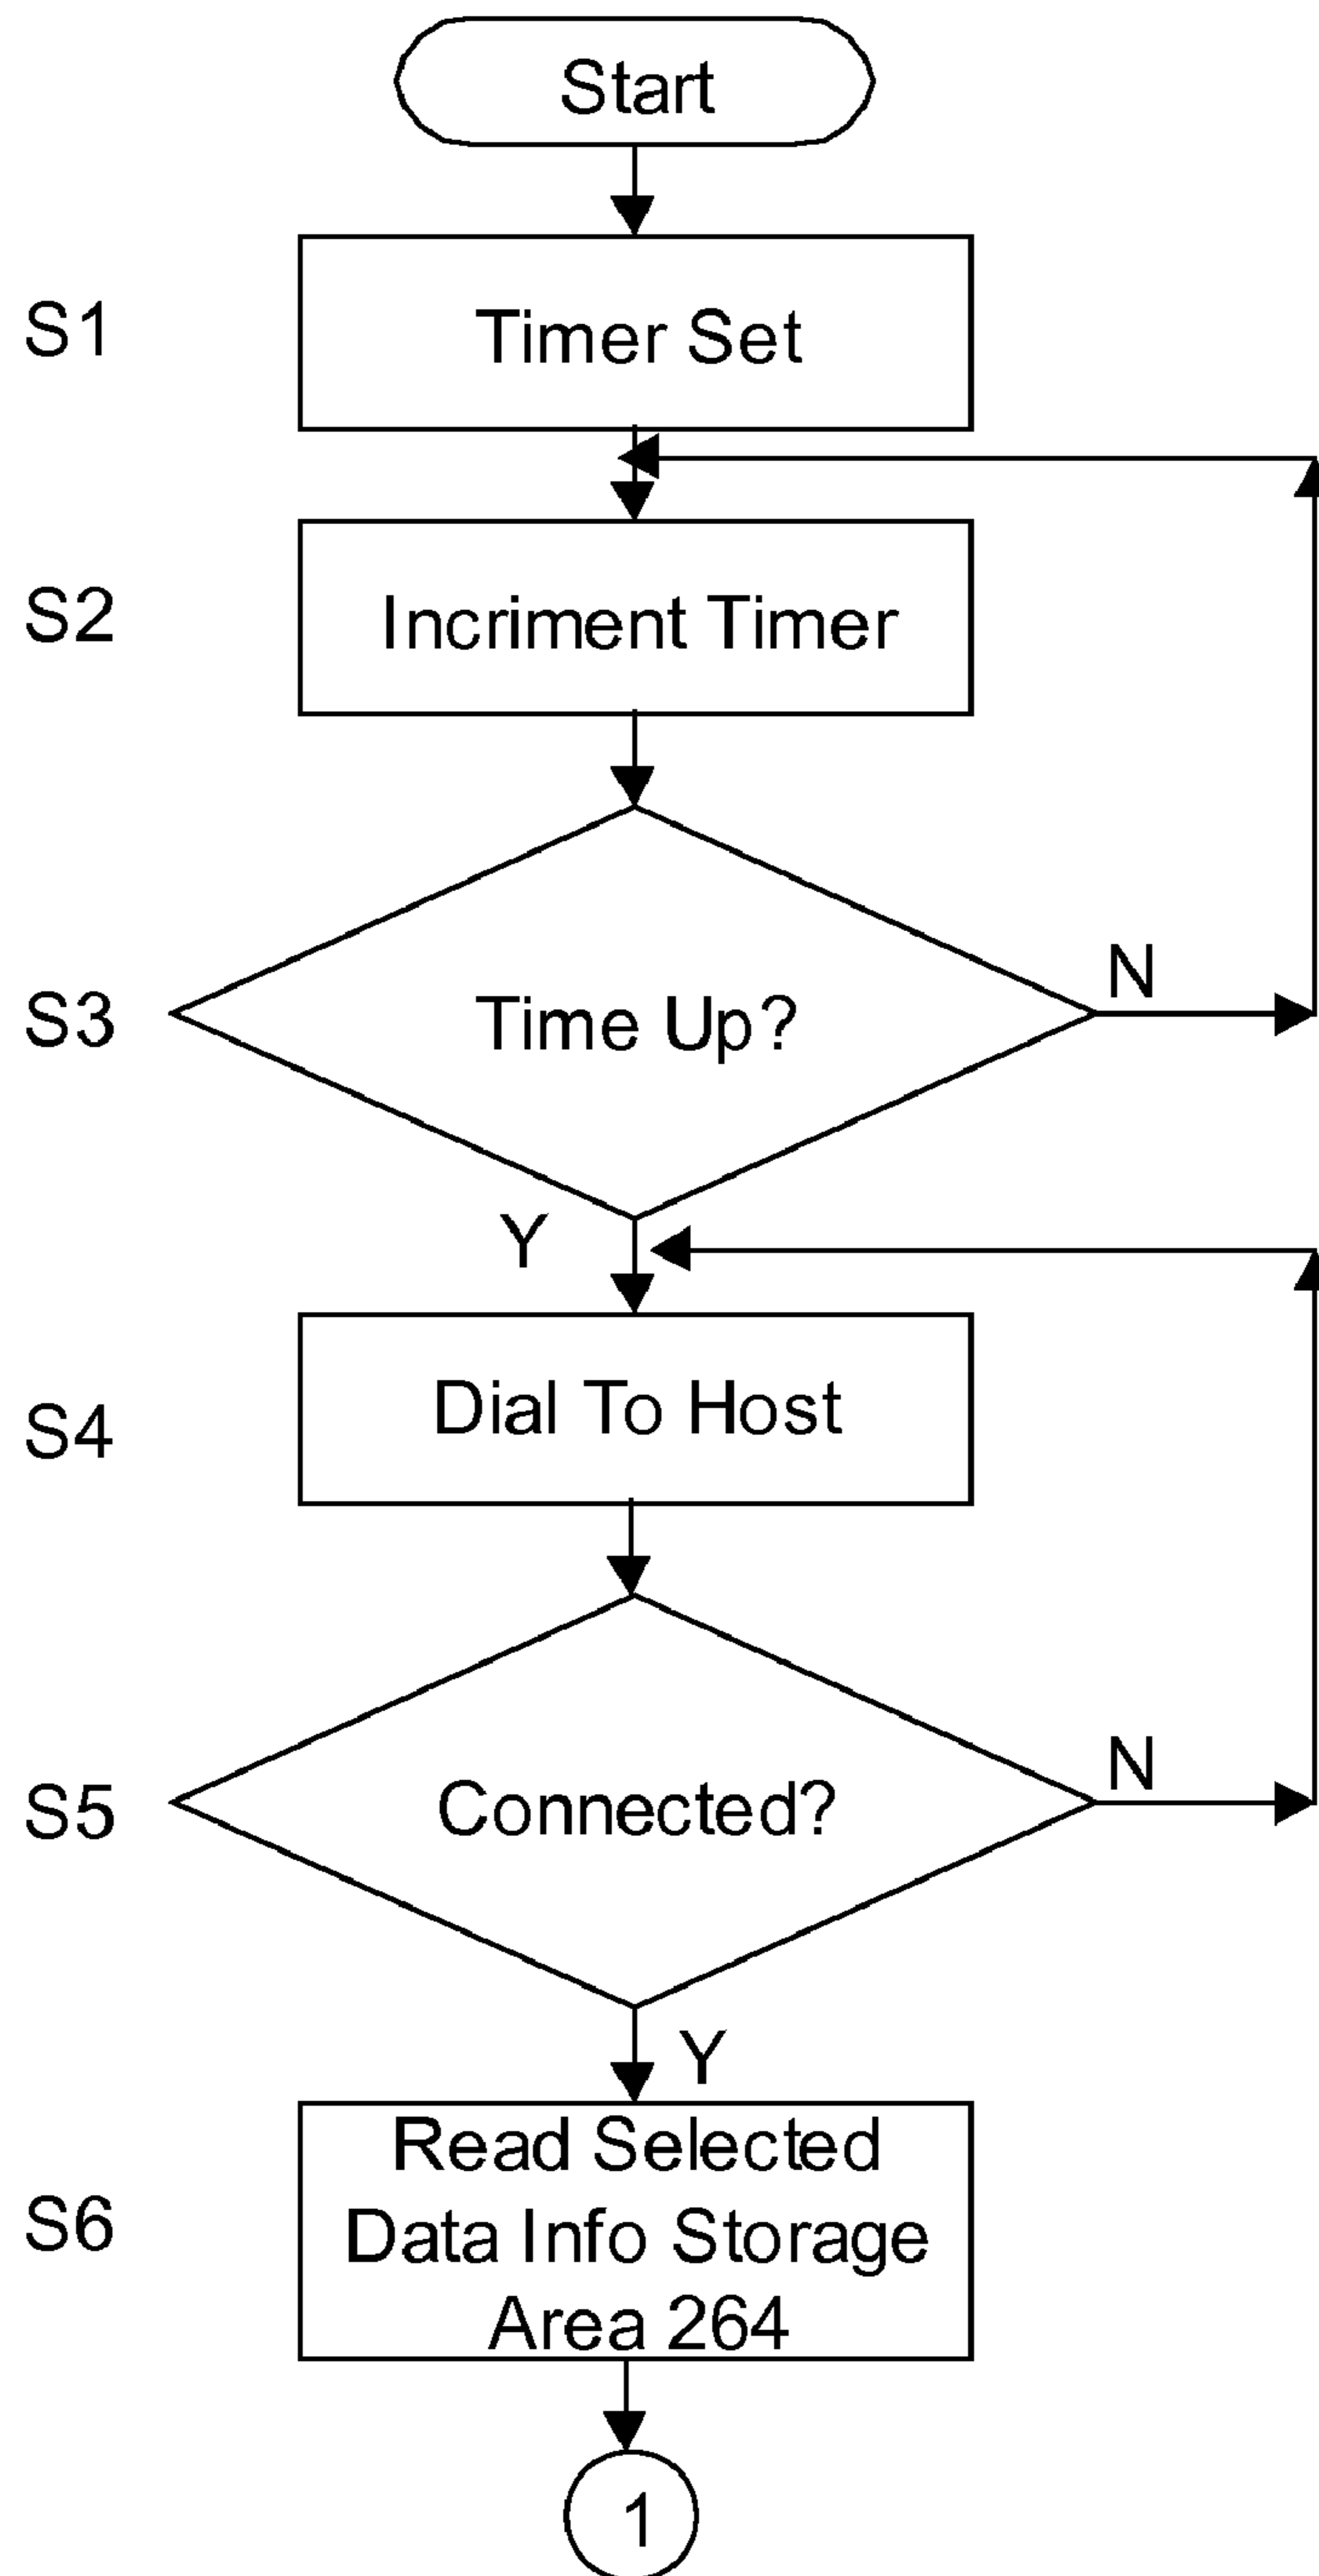 Start
S1
Timer Set
S2
Incriment Timer
S3
Time Up?
N
Y
S4
Dial To Host
S5
Connected?
N
Y
S6
Read Selected
Data Info Storage
Area 264
1